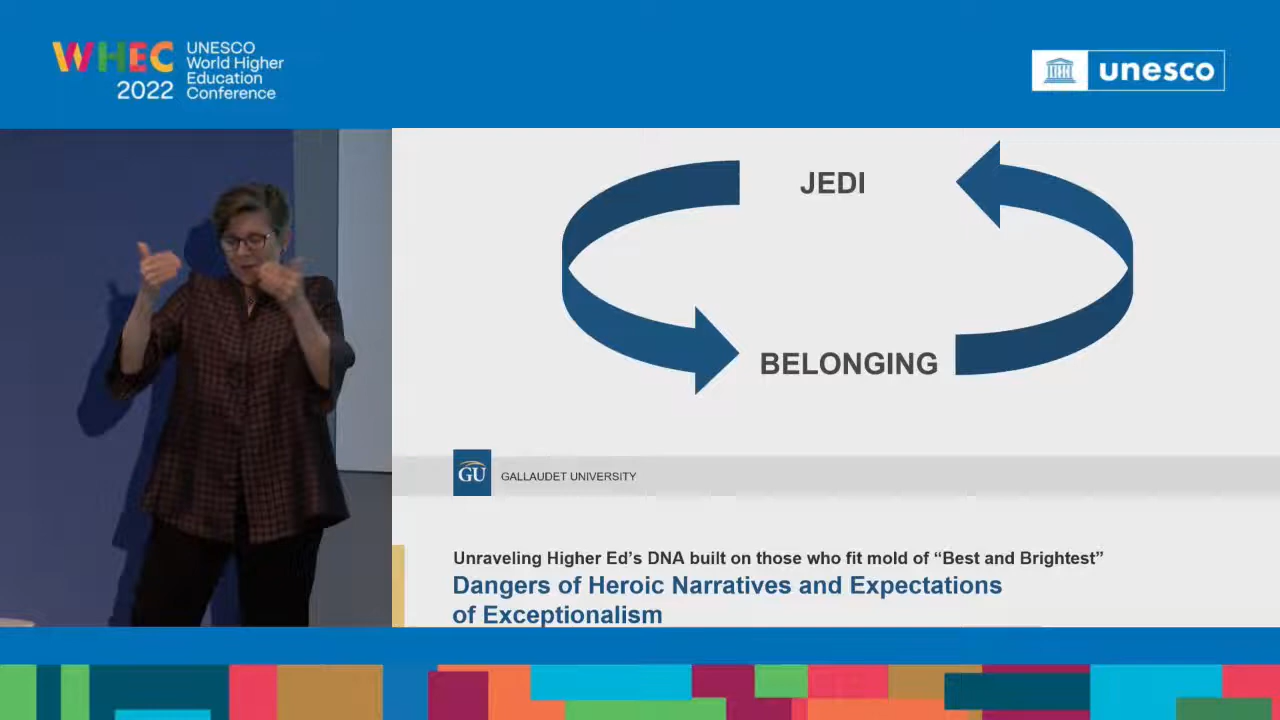 WHEC
2022
UNESCO
World Higher
Education
Conference
unesco
JEDI
BELONGING
GU
GALLAUDET UNIVERSITY
Unraveling Higher Ed's DNA built on those who fit mold of “Best and Brightest”
Dangers of Heroic Narratives and Expectations
of Exceptionalism